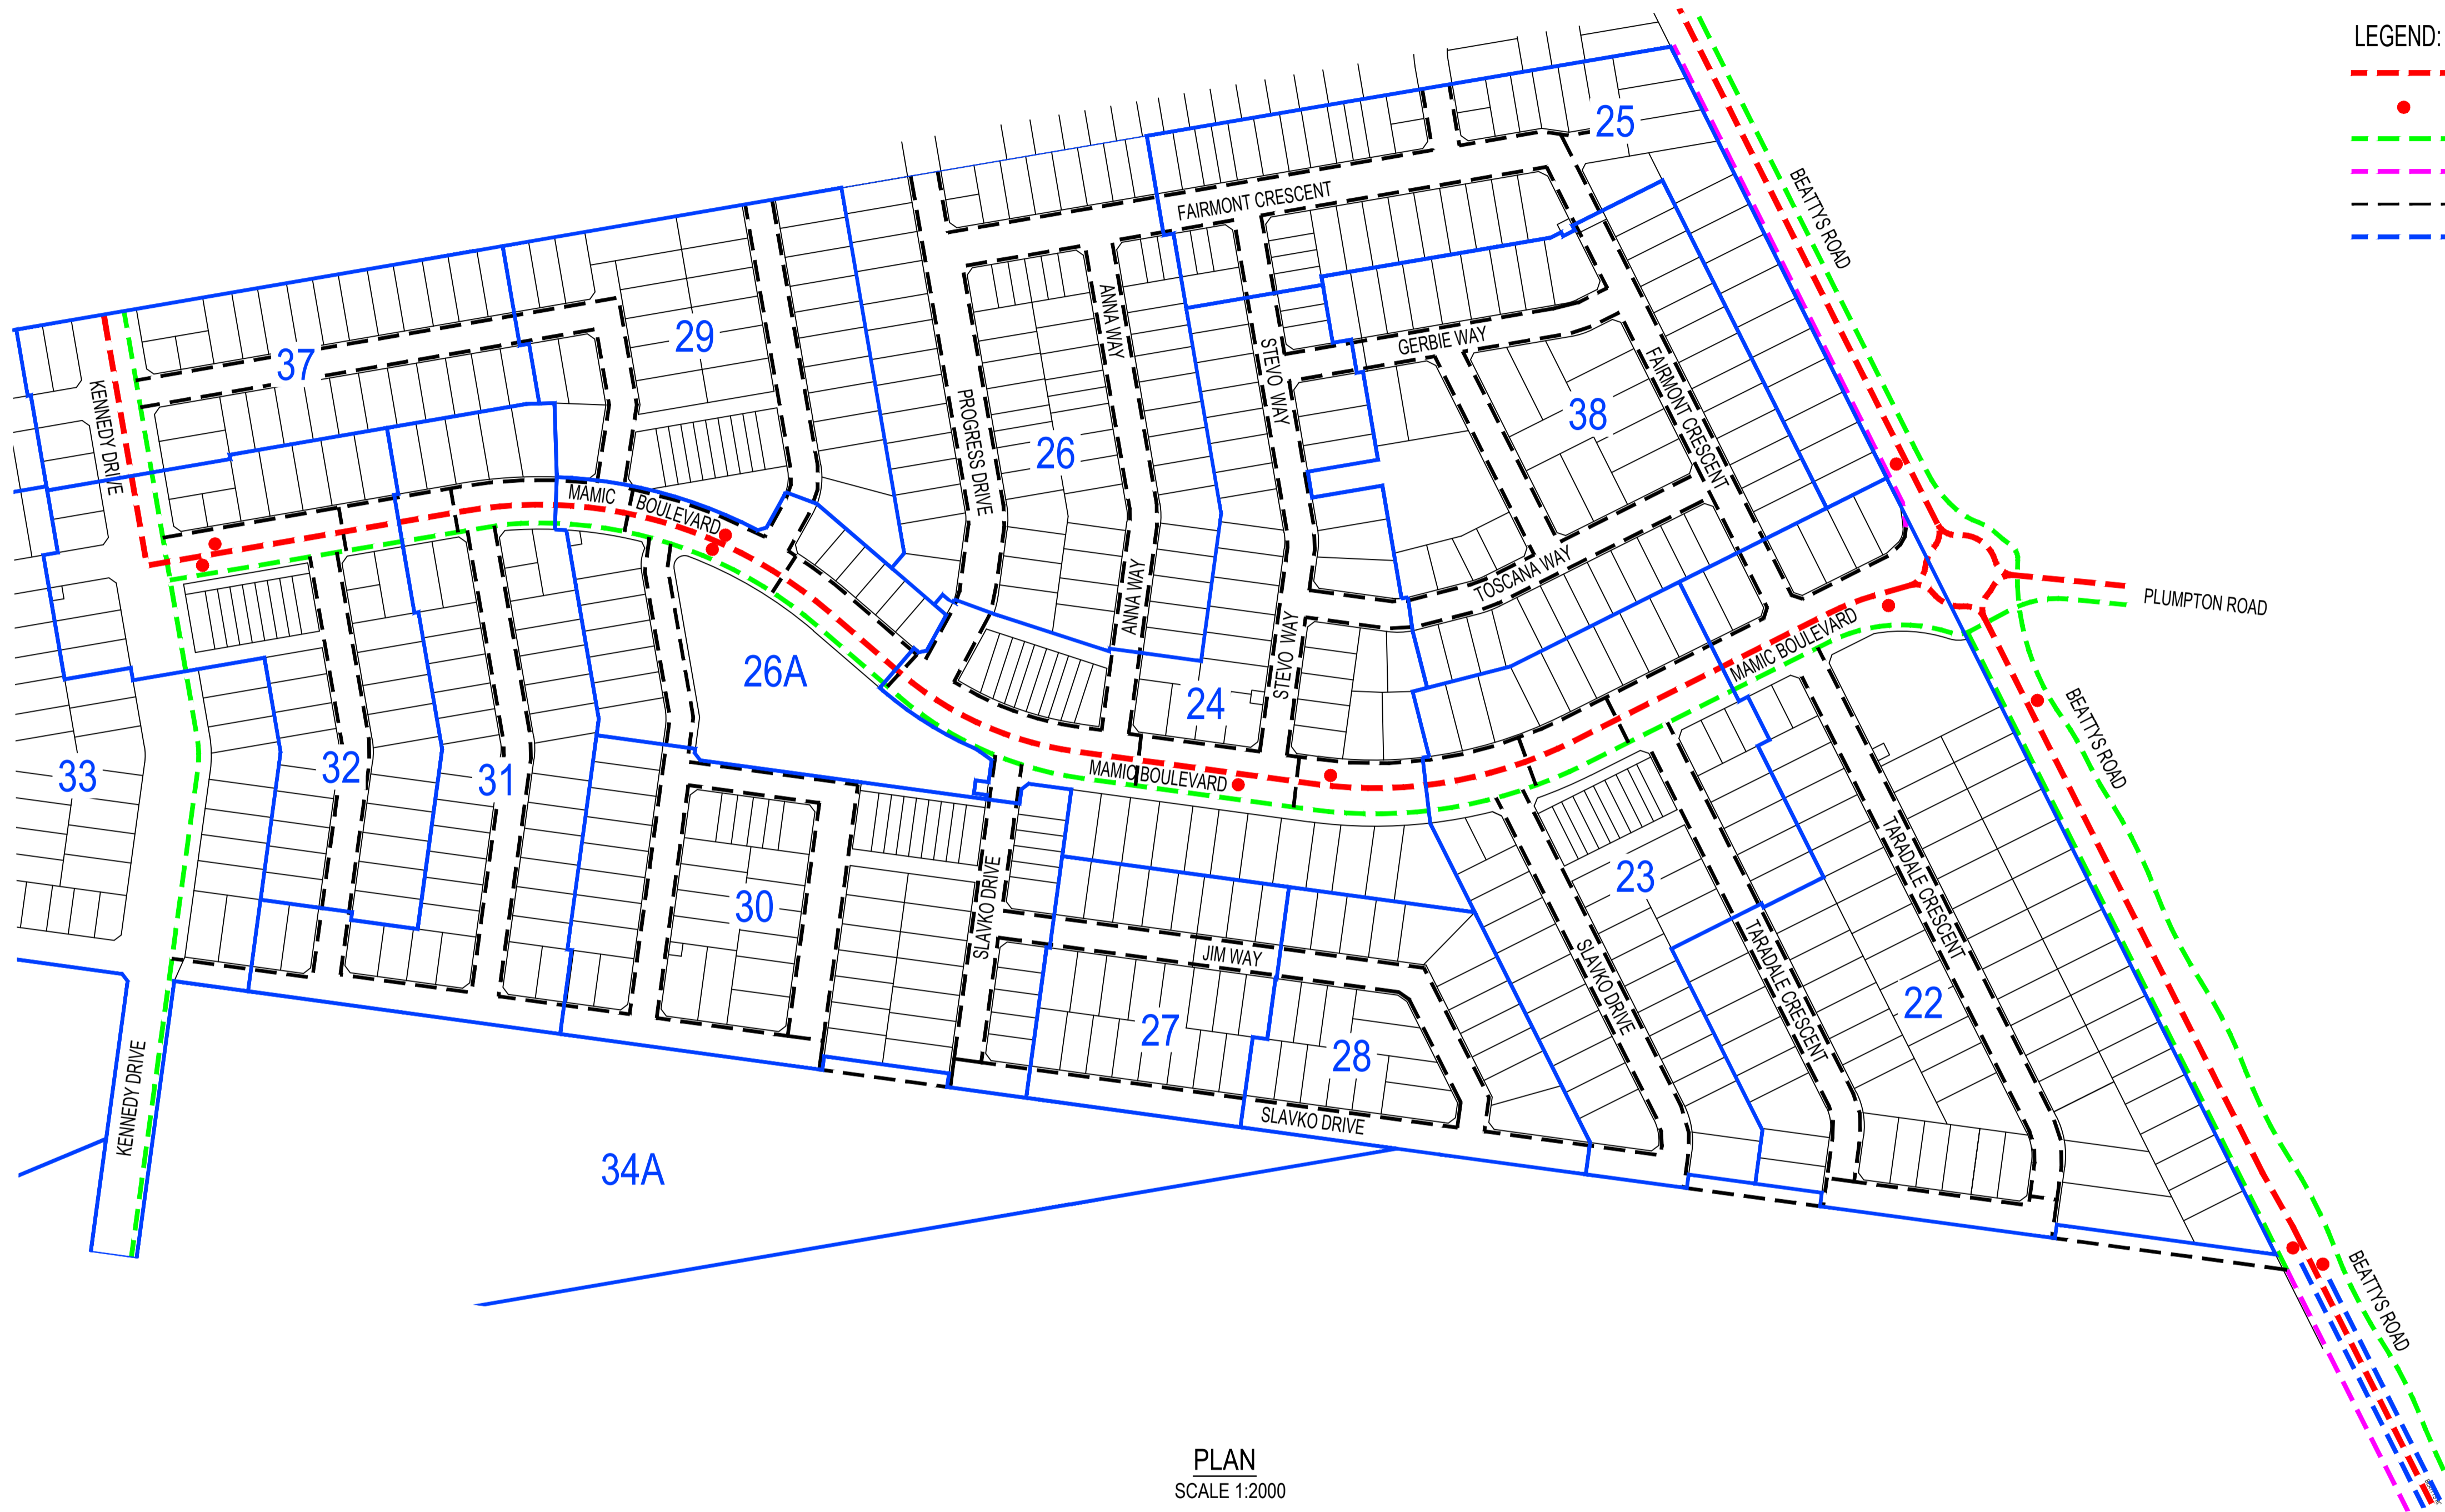 LEGEND:
25
BEATTYS ROAD
FAIRMONT CRESCENT
37
29
KENNEDY DRIVE
ANNA WAY
STEVO WAY
GERBIE WAY
FAIRMONT CRESCENT
38
PROGRESS DRIVE
26
MAMIC
BOULEVARD
ANNA WAY
TOSCANA WAY
PLUMPTON ROAD
MAMIC BOULEVARD
26A
24
STEVO WAY
BEATTYS ROAD
33
32
31
MAMIC BOULEVARD
30
SLAVKO DRIVE
23
TARADALE CRESCENT
JIM WAY
SLAVKO DRIVE
TARADALE CRESCENT
22
27
28
KENNEDY DRIVE
SLAVKO DRIVE
34A
BEATTYS ROAD
PLAN
SCALE 1:2000